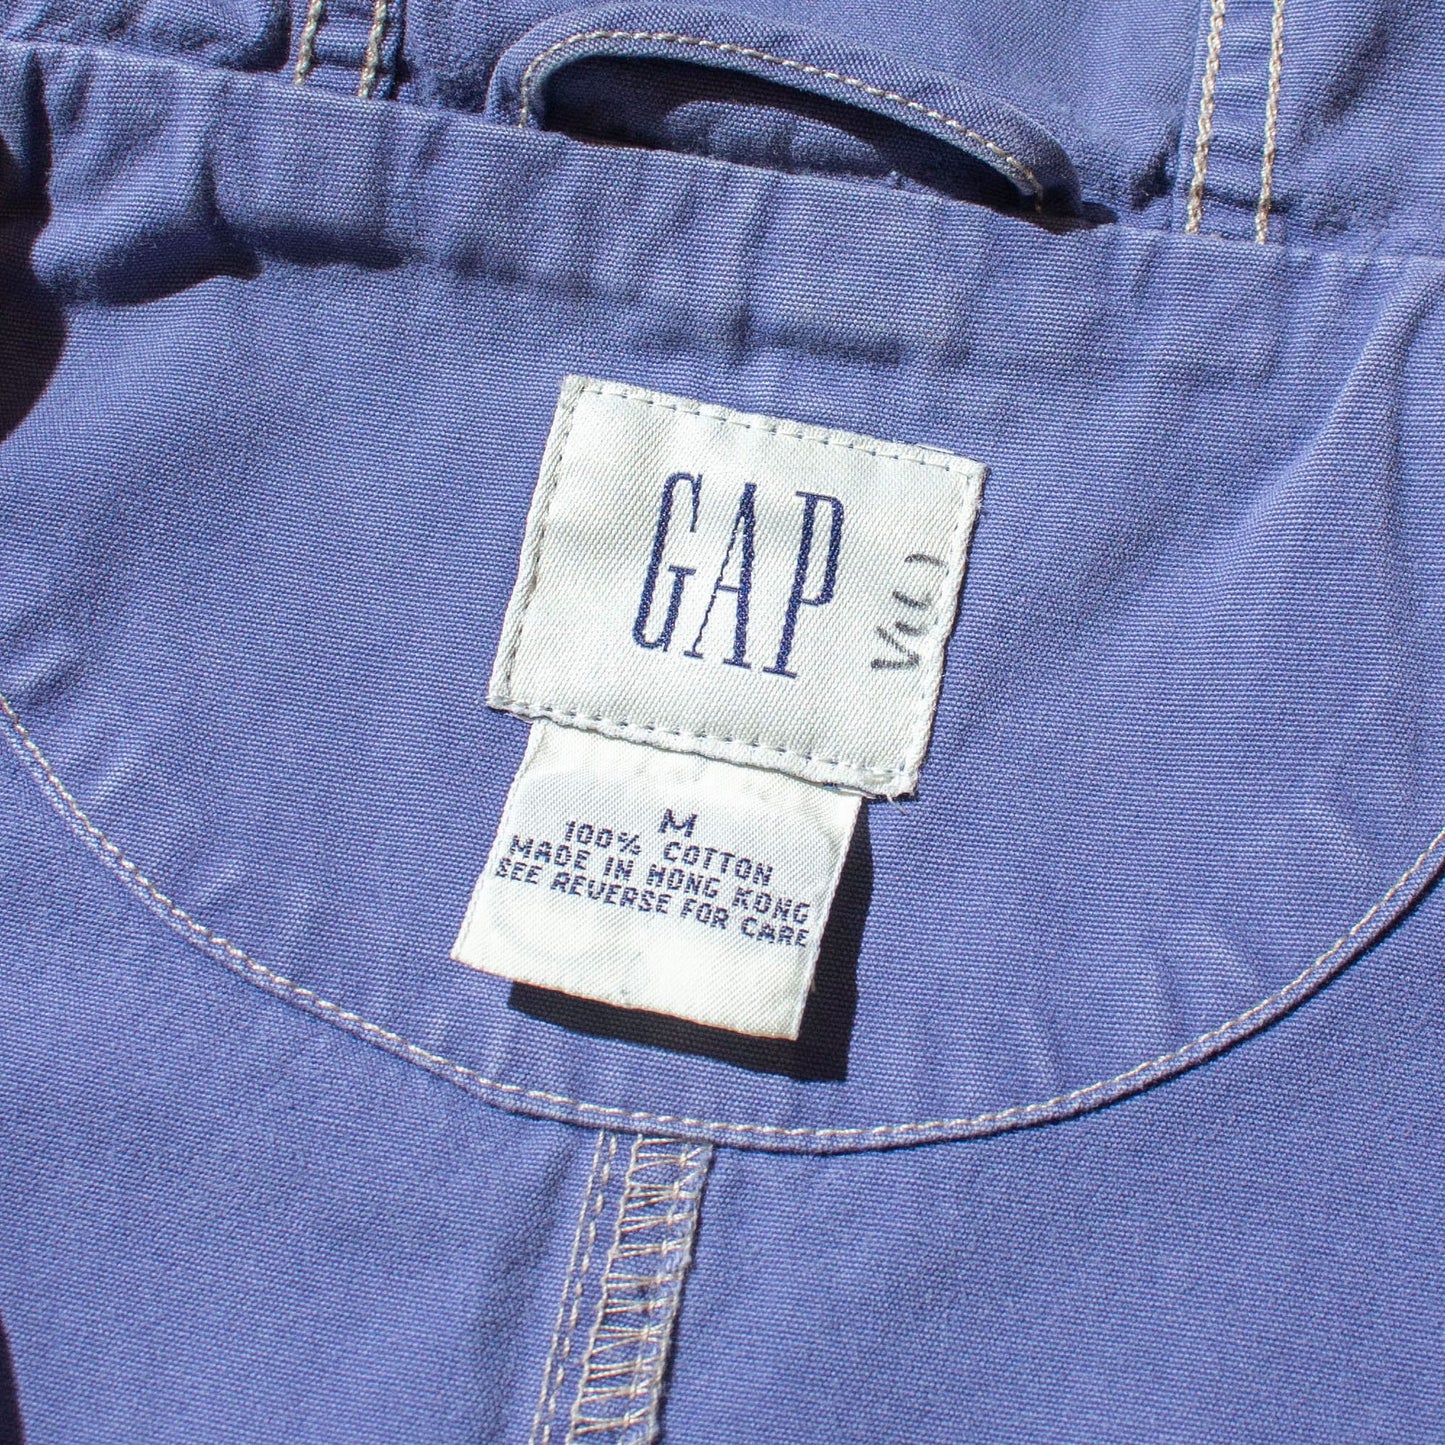 GAP
M
100% COTTON
MADE IN HONG KONG
SEE REVERSE FOR CARE